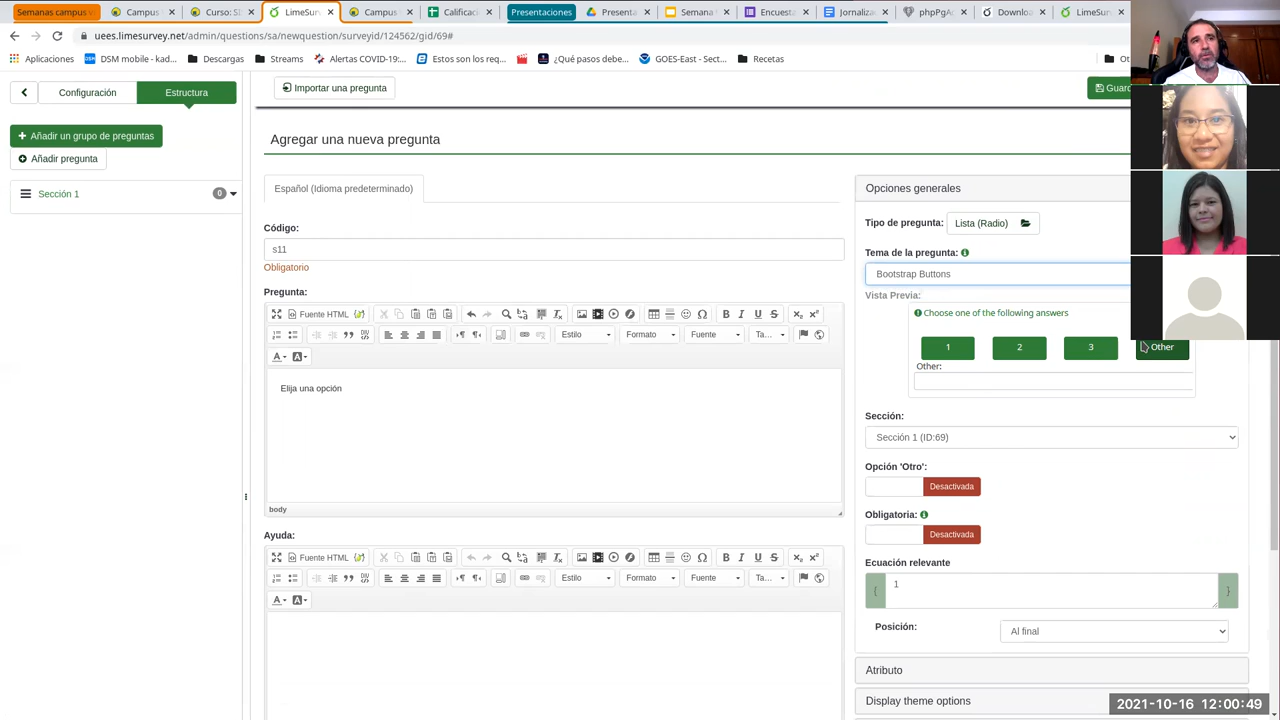 Semanas campus v
Campus
Curso: SI
LimeSurv
Campus
Calificaci
Presentaciones
Presenta
Semana
Encuesta
Jornaliza
phpPgA
Downloa
LimeSurv
uees.limesurvey.net/admin/questions/sa/newquestion/surveyid/124562/gid/69#
Aplicaciones
DSM mobile - kad...
Descargas
Streams
Alertas COVID-19:...
Estos son los req...
¿Qué pasos debe...
GOES-East - Sect...
Recetas
Ot
Configuración
Estructura
Importar una pregunta
Guard
Añadir un grupo de preguntas
Añadir pregunta
Sección 1
0
Agregar una nueva pregunta
Español (Idioma predeterminado)
Código:
s11
Obligatorio
Pregunta:
Fuente HTML
Estilo
Formato
Fuente
Ta...
Elija una opción
body
Ayuda:
Fuente HTML
Estilo
Formato
Fuente
Ta...
Opciones generales
Tipo de pregunta: Lista (Radio)
Tema de la pregunta:
Bootstrap Buttons
Vista Previa:
Choose one of the following answers
1 2 3 Other
Other:
Sección:
Sección 1 (ID:69)
Opción 'Otro':
Desactivada
Obligatoria:
Desactivada
Ecuación relevante
{ 1 }
Posición: Al final
Atributo
Display theme options
2021-10-16 12:00:49